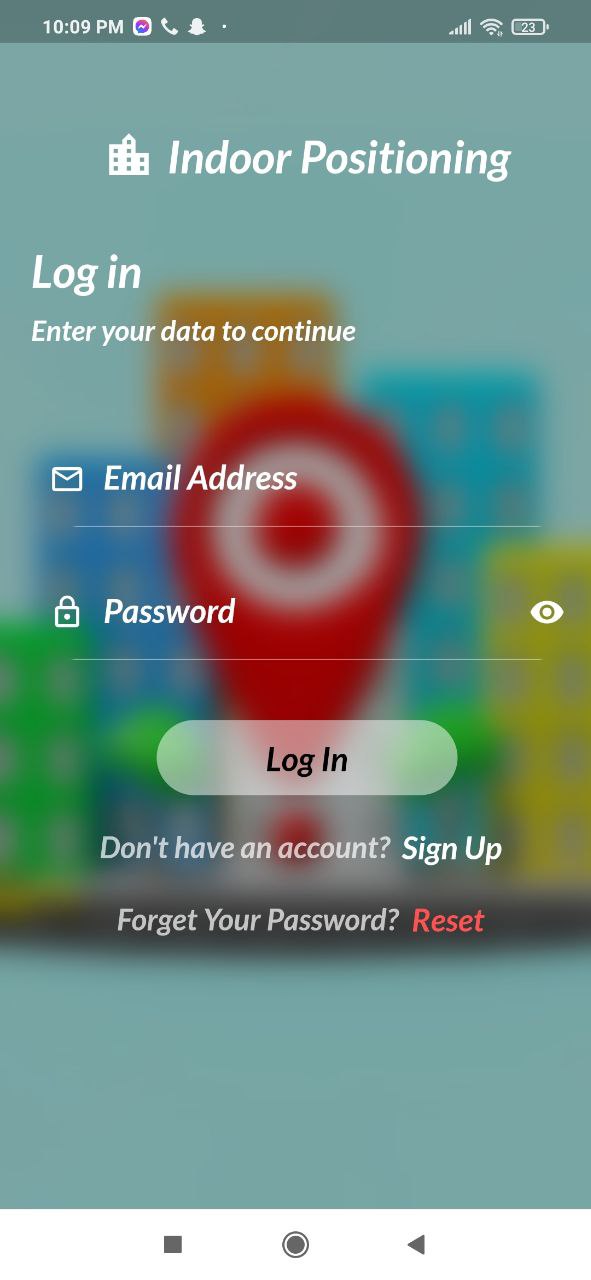 10:09 PM 23
Indoor Positioning
Log in
Enter your data to continue
Email Address
Password
Log In
Don't have an account? Sign Up
Forget Your Password? Reset